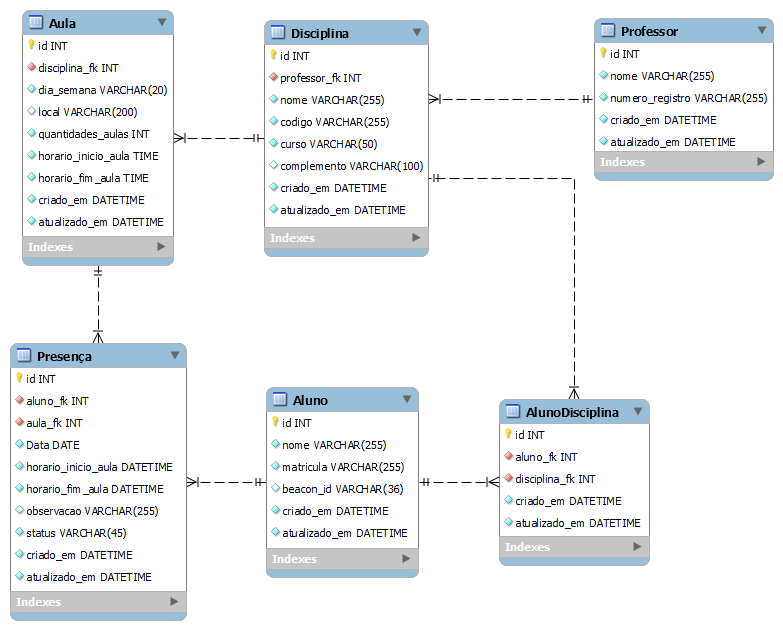 Aula
id INT
disciplina_fk INT
dia_semana VARCHAR(20)
local VARCHAR(200)
quantidades_aulas INT
horario_inicio_aula TIME
horario_fim_aula TIME
criado_em DATETIME
atualizado_em DATETIME
Indexes
Disciplina
id INT
professor_fk INT
nome VARCHAR(255)
codigo VARCHAR(255)
curso VARCHAR(50)
complemento VARCHAR(100)
criado_em DATETIME
atualizado_em DATETIME
Indexes
Professor
id INT
nome VARCHAR(255)
numero_registro VARCHAR(255)
criado_em DATETIME
atualizado_em DATETIME
Indexes
Presença
id INT
aluno_fk INT
aula_fk INT
Data DATE
horario_inicio_aula DATETIME
horario_fim_aula DATETIME
observacao VARCHAR(255)
status VARCHAR(45)
criado_em DATETIME
atualizado_em DATETIME
Indexes
Aluno
id INT
nome VARCHAR(255)
matricula VARCHAR(255)
beacon_id VARCHAR(36)
criado_em DATETIME
atualizado_em DATETIME
Indexes
AlunoDisciplina
id INT
aluno_fk INT
disciplina_fk INT
criado_em DATETIME
atualizado_em DATETIME
Indexes